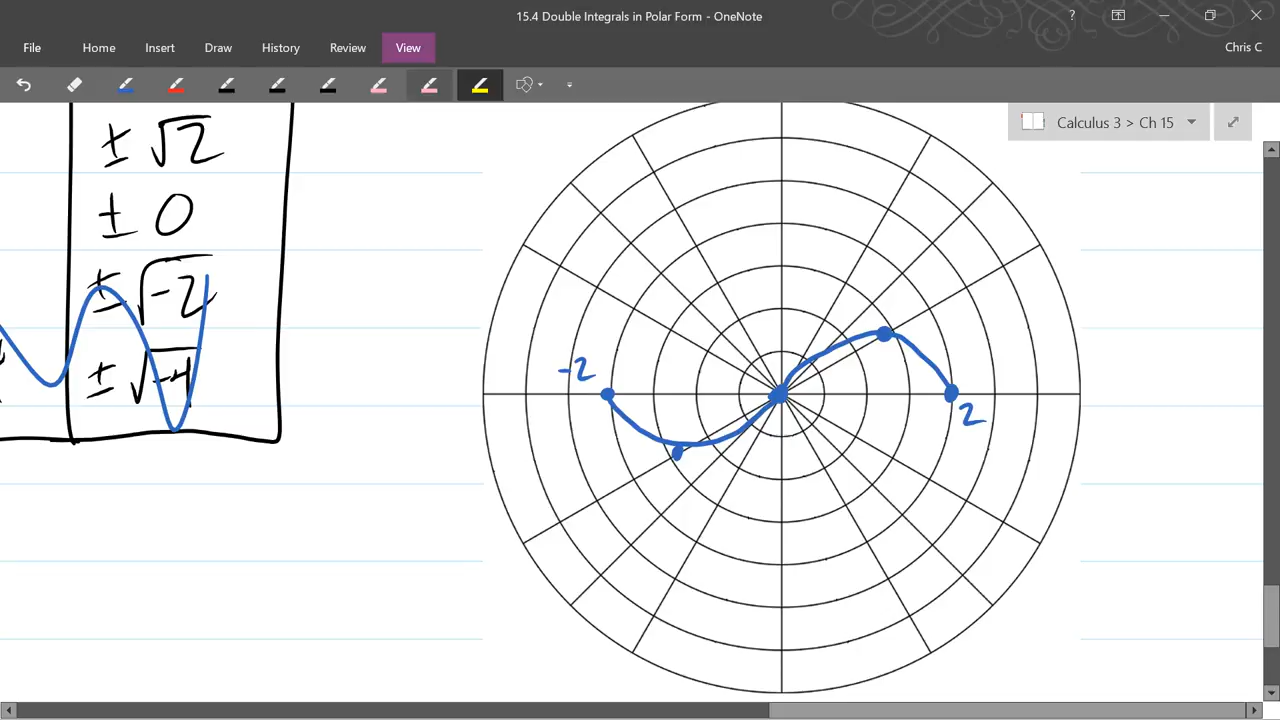 15.4 Double Integrals in Polar Form - OneNote
?
File Home Insert Draw History Review View
Chris C
Calculus 3 > Ch 15
± √2
± 0
± √-2
± √-4
-2
2